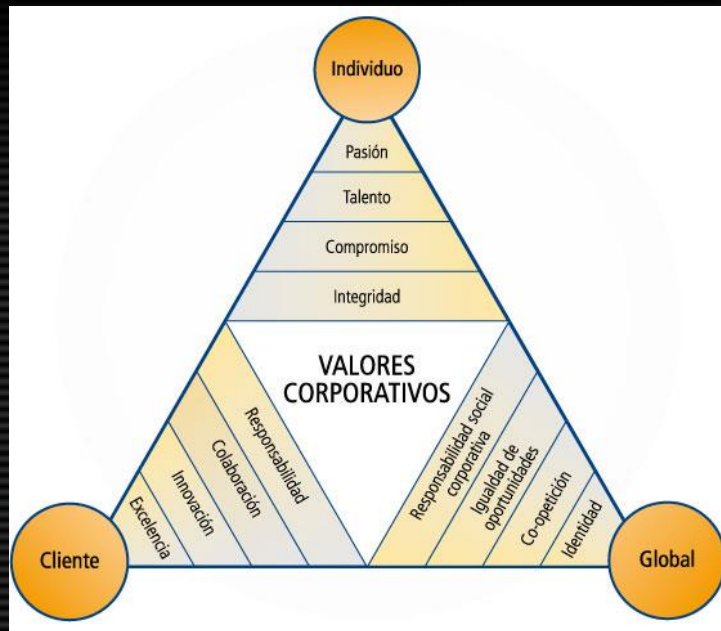 Individuo
Pasión
Talento
Compromiso
Integridad
VALORES
CORPORATIVOS
Responsabilidad
Colaboración
Innovación
Excelencia
Cliente
Responsabilidad social
corporativa
Igualdad de
oportunidades
Co-opetición
Identidad
Global